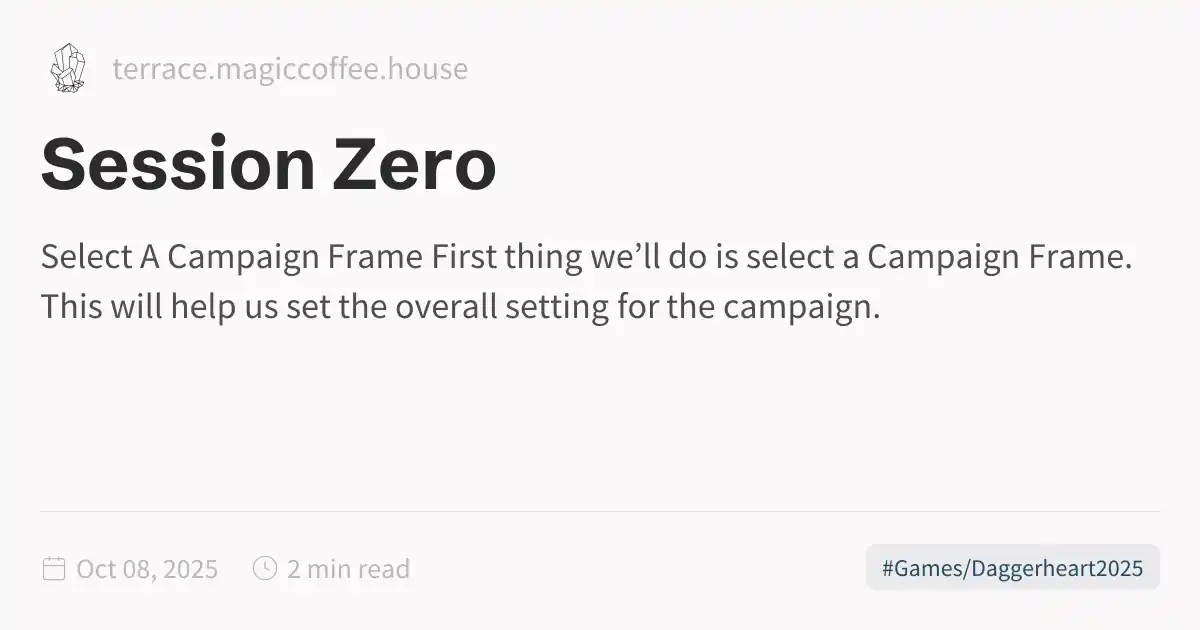 terrace.magiccoffee.house
Session Zero
Select A Campaign Frame First thing we’ll do is select a Campaign Frame.
This will help us set the overall setting for the campaign.
Oct 08, 2025
2 min read
#Games/Daggerheart2025